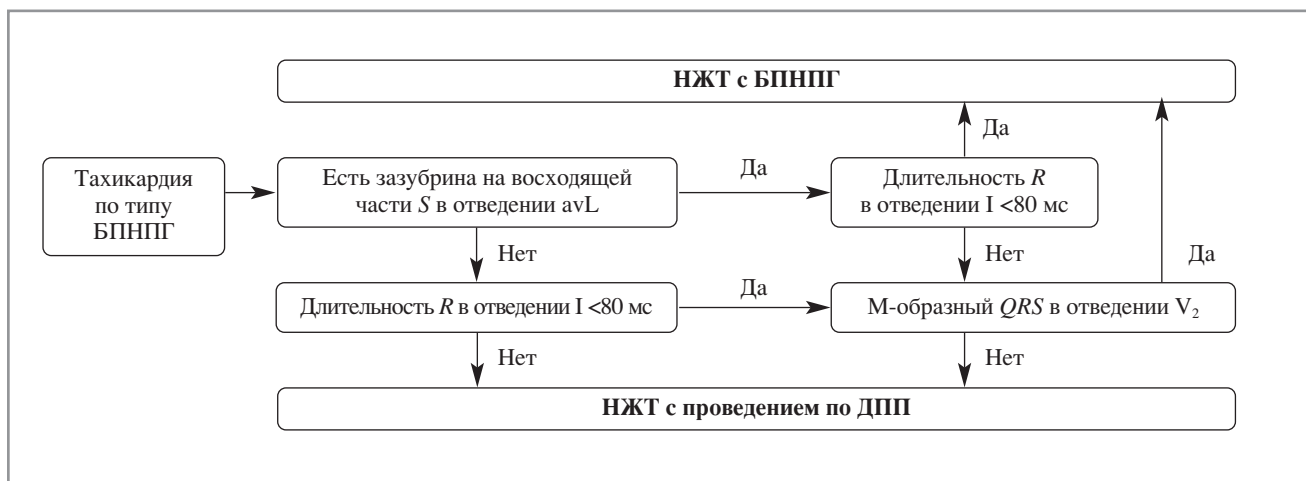 НЖТ с БПНПГ
Да
Тахикардия
по типу
БПНПГ
Есть зазубрина на восходящей
части S в отведении avL
Да
Длительность R
в отведении I <80 мс
Нет
Нет
Да
Длительность R в отведении I <80 мс
Да
М-образный QRS в отведении V₂
Нет
Нет
НЖТ с проведением по ДПП